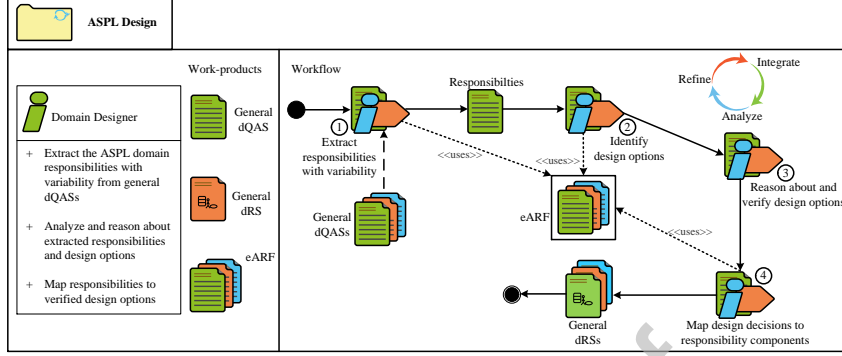 ASPL Design
Work-products
Domain Designer
+ Extract the ASPL domain
responsibilities with
variability from general
dQASs
+ Analyze and reason about
extracted responsibilities
and design options
+ Map responsibilities to
verified design options
General
dQAS
General
dRS
eARF
Workflow
Responsibilties
1
Extract
responsibilities
with variability
2
Identify
design options
Integrate
Refine
Analyze
<<uses>>
<<uses>>
3
Reason about and
verify design options
General
dQASs
eARF
<<uses>>
4
Map design decisions to
responsibility components
General
dRSs